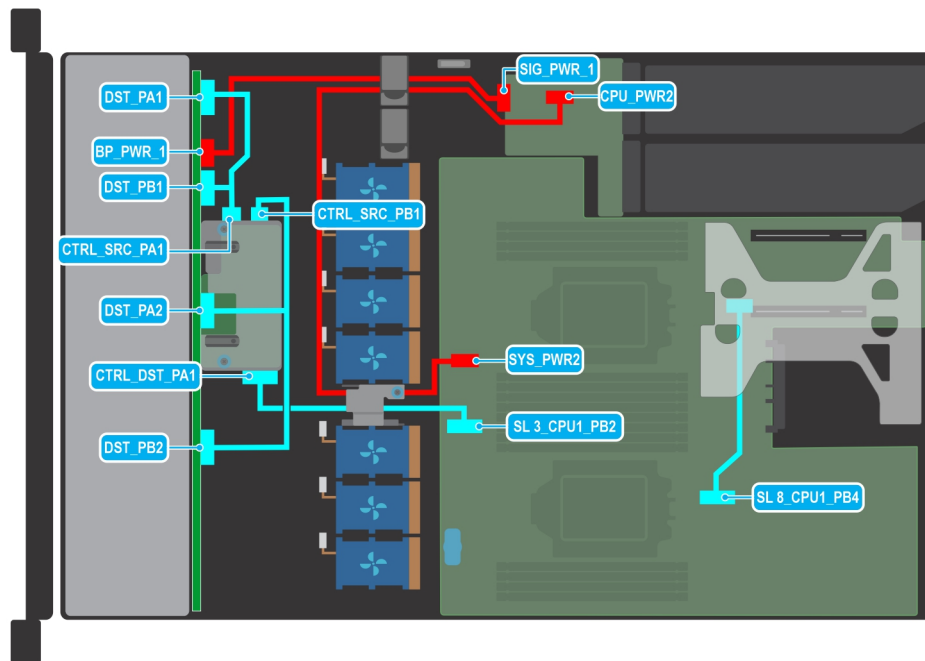 SIG_PWR_1
DST_PA1
CPU_PWR2
BP_PWR_1
DST_PB1
CTRL_SRC_PB1
CTRL_SRC_PA1
DST_PA2
SYS_PWR2
CTRL_DST_PA1
SL 3_CPU1_PB2
DST_PB2
SL 8_CPU1_PB4